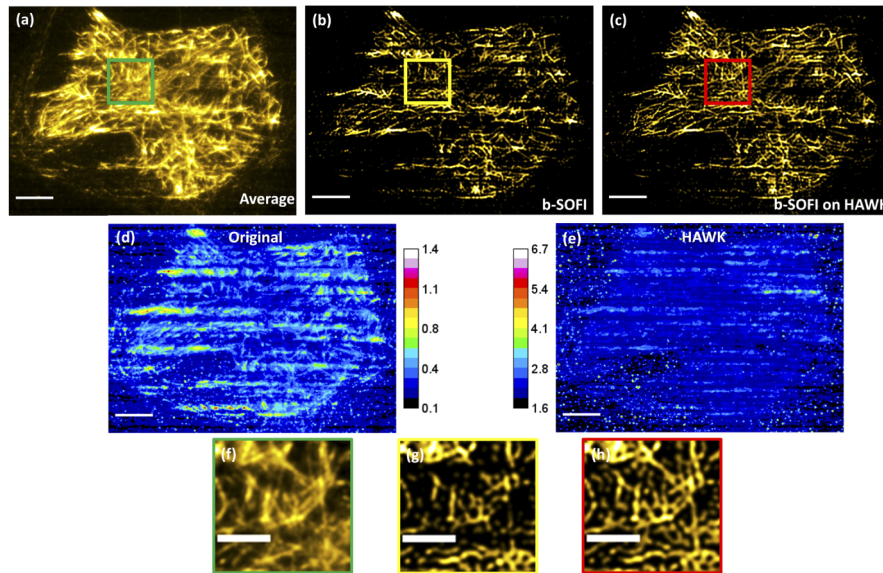 (a)
Average
(b)
b-SOFI
(c)
b-SOFI on HAWK
(d)
Original
1.4
1.1
0.8
0.4
0.1
6.7
5.4
4.1
2.8
1.6
(e)
HAWK
(f)
(g)
(h)